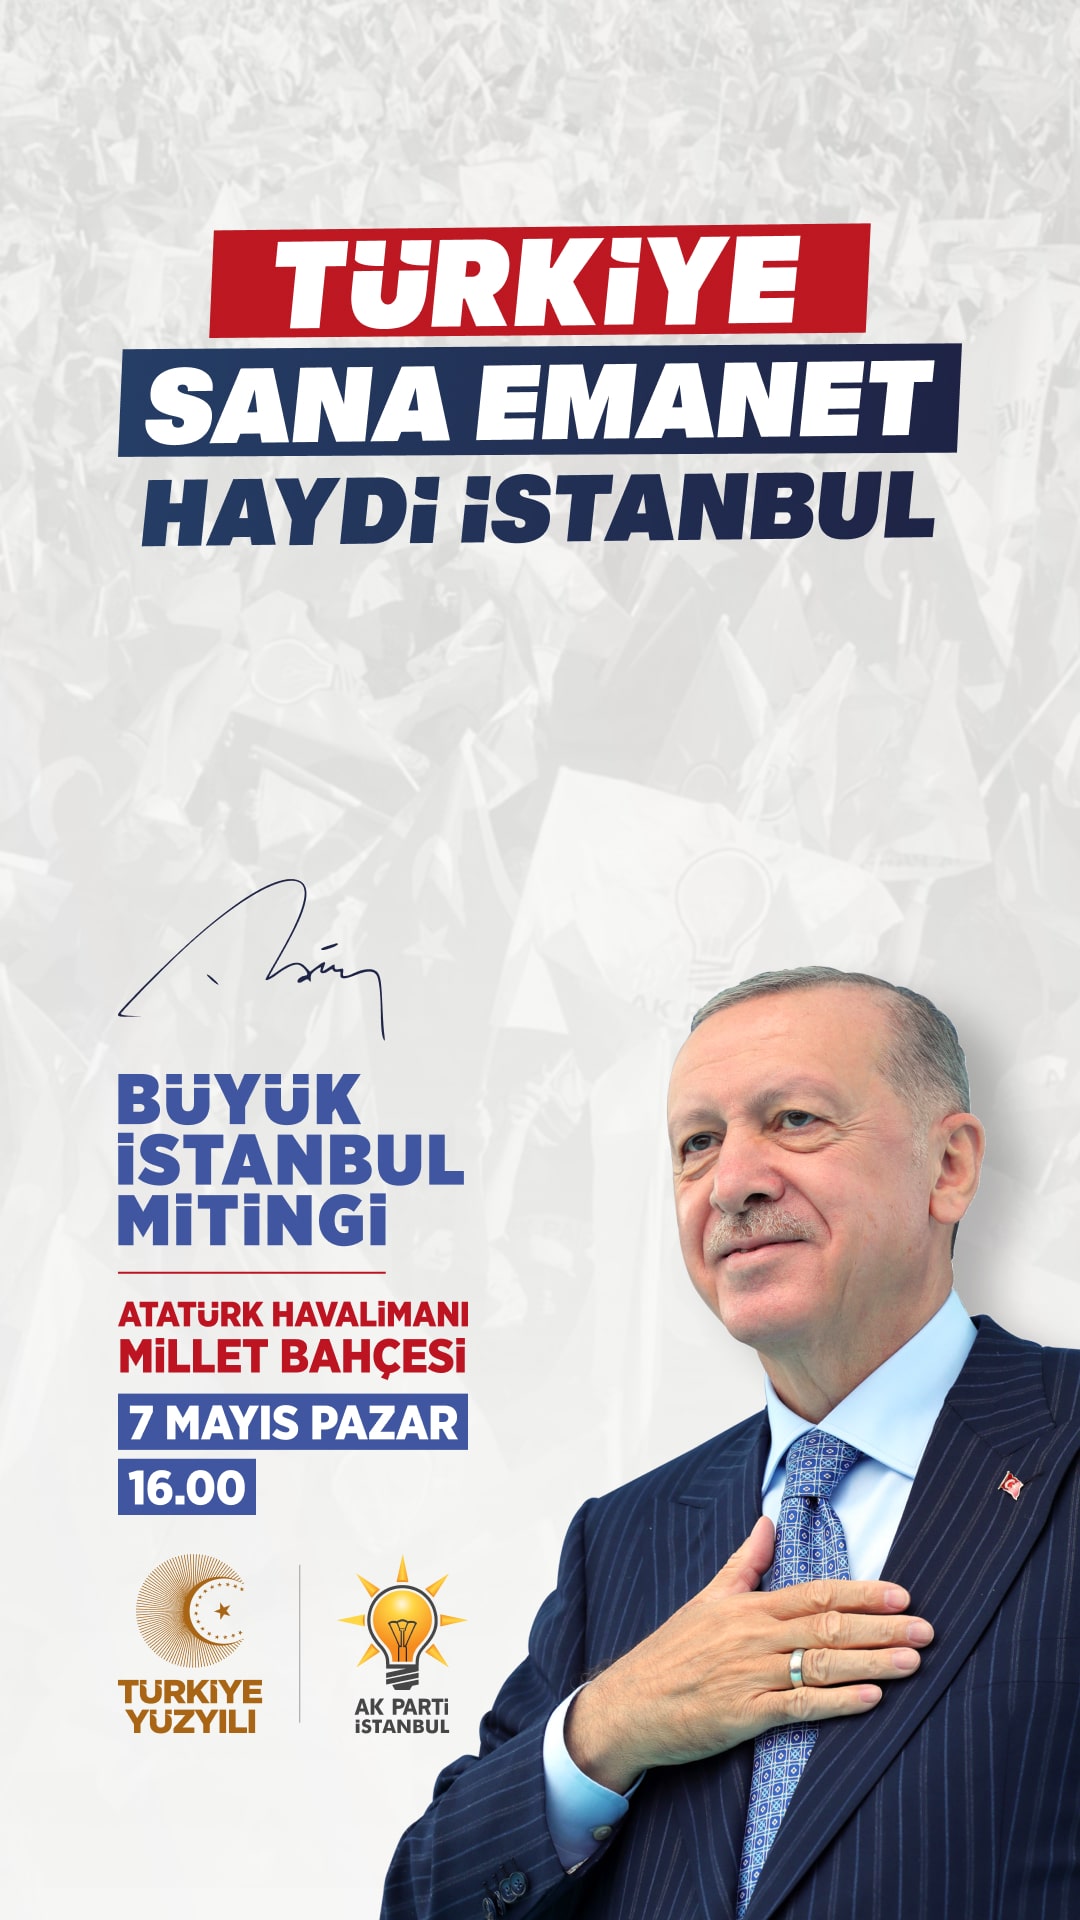 TÜRKİYE
SANA EMANET
HAYDİ İSTANBUL
BÜYÜK
İSTANBUL
MİTİNGİ
ATATÜRK HAVALİMANI
MİLLET BAHÇESİ
7 MAYIS PAZAR
16.00
TÜRKİYE
YÜZYILI
AK PARTİ
İSTANBUL